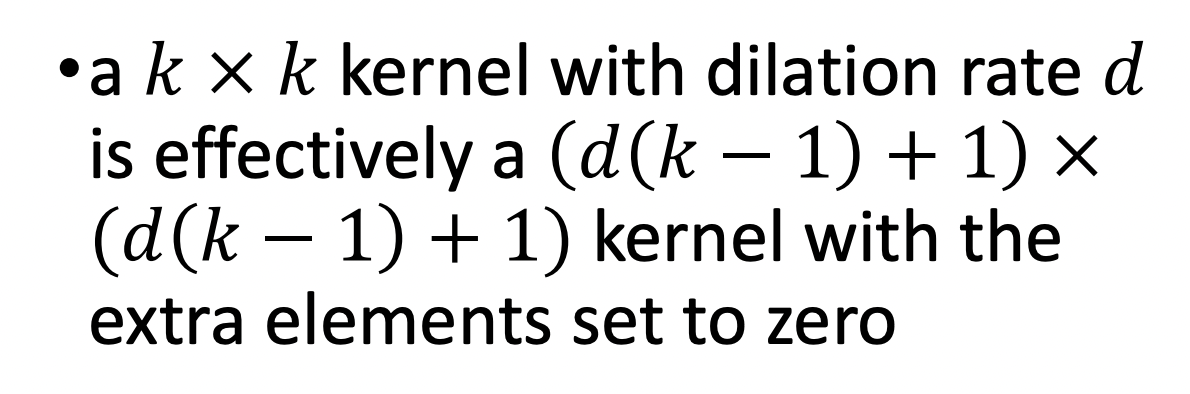 • a 𝑘 × 𝑘 kernel with dilation rate 𝑑
is effectively a (𝑑(𝑘 − 1) + 1) ×
(𝑑(𝑘 − 1) + 1) kernel with the
extra elements set to zero